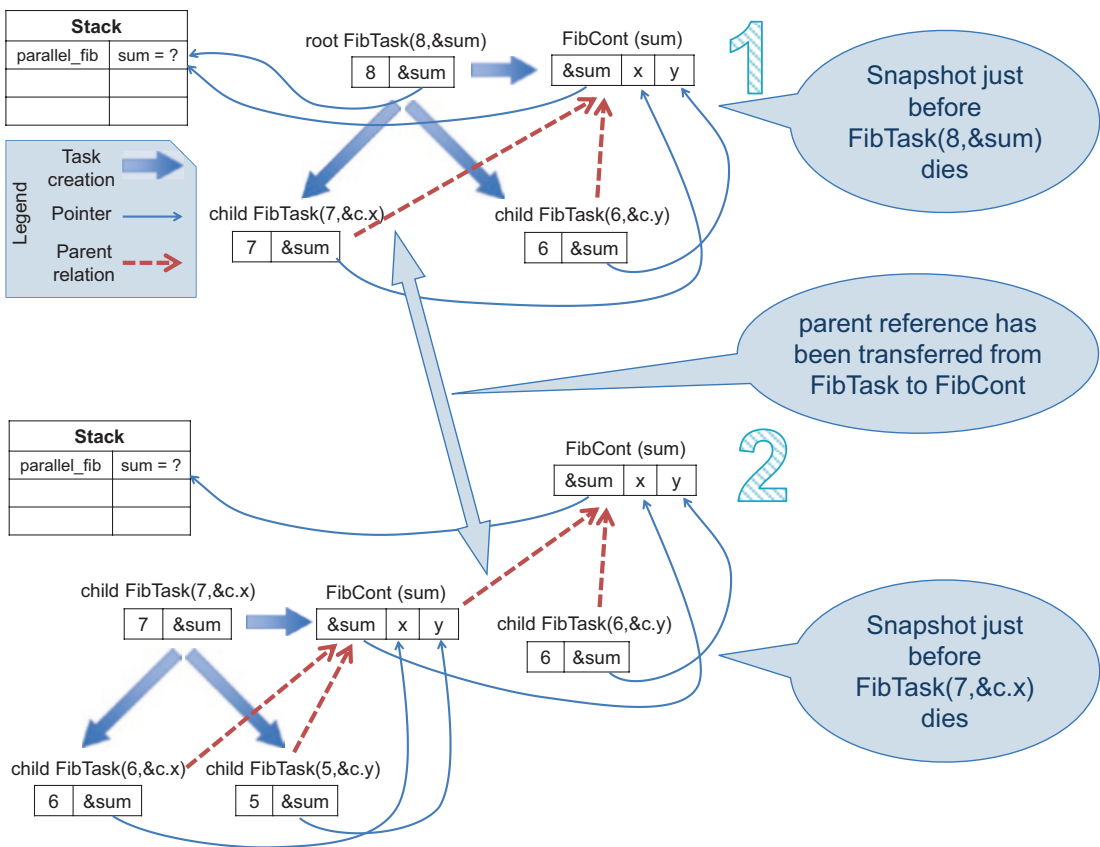 Stack
parallel_fib sum = ?
root FibTask(8,&sum)
8 &sum
FibCont (sum)
&sum x y
1
Snapshot just
before
FibTask(8,&sum)
dies
Legend
Task
creation
Pointer
Parent
relation
child FibTask(7,&c.x)
7 &sum
child FibTask(6,&c.y)
6 &sum
parent reference has
been transferred from
FibTask to FibCont
Stack
parallel_fib sum = ?
FibCont (sum)
&sum x y
2
child FibTask(7,&c.x)
7 &sum
FibCont (sum)
&sum x y
child FibTask(6,&c.y)
6 &sum
Snapshot just
before
FibTask(7,&c.x)
dies
child FibTask(6,&c.x)
6 &sum
child FibTask(5,&c.y)
5 &sum